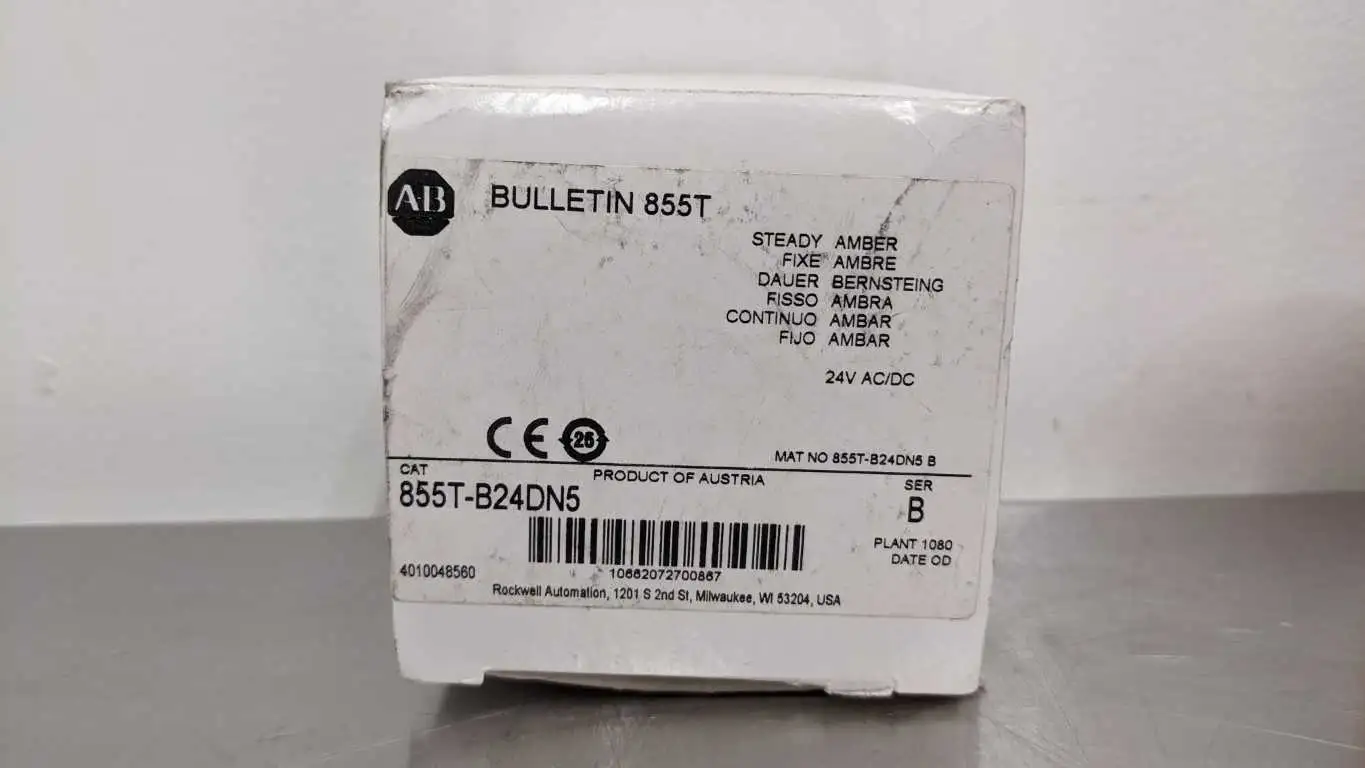 AB
BULLETIN 855T
STEADY AMBER
FIXE AMBRE
DAUER BERNSTEING
FISSO AMBRA
CONTINUO AMBAR
FIJO AMBAR
24V AC/DC
CE 25
MAT NO 855T-B24DN5 B
CAT
PRODUCT OF AUSTRIA
SER
855T-B24DN5
B
PLANT 1080
DATE OD
4010048560
10662072700867
Rockwell Automation, 1201 S 2nd St, Milwaukee, WI 53204, USA